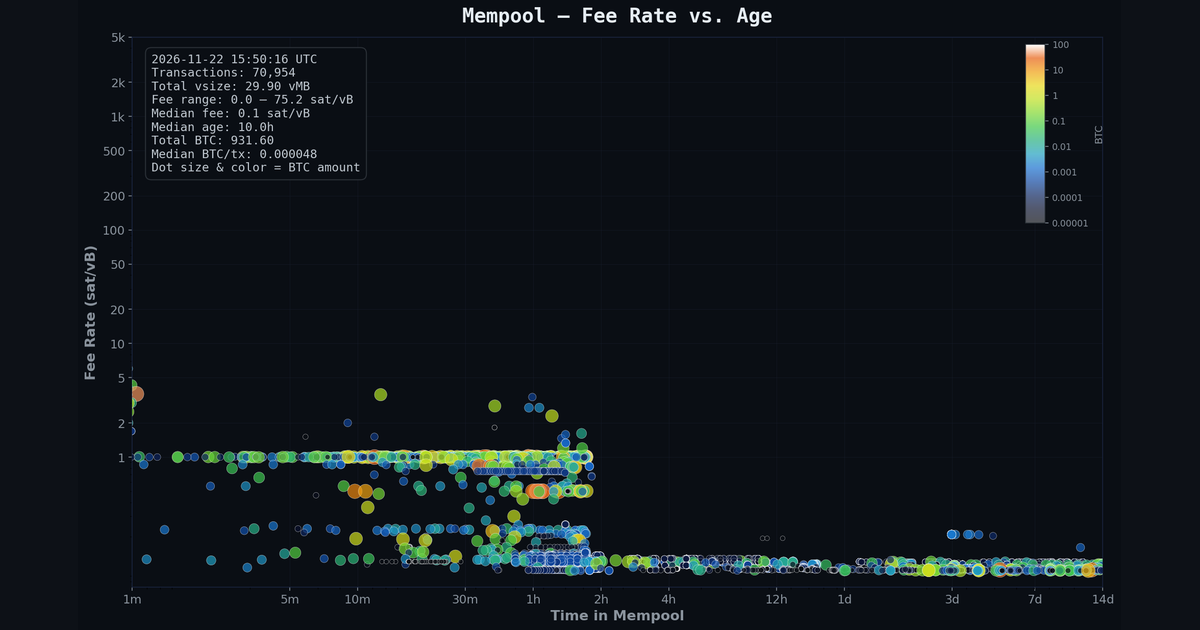 Mempool — Fee Rate vs. Age
5k
2k
1k
500
200
100
50
20
10
5
2
1
Fee Rate (sat/vB)
2026-11-22 15:50:16 UTC
Transactions: 70,954
Total vsize: 29.90 vMB
Fee range: 0.0 — 75.2 sat/vB
Median fee: 0.1 sat/vB
Median age: 10.0h
Total BTC: 931.60
Median BTC/tx: 0.000048
Dot size & color = BTC amount
100
10
1
0.1
0.01
0.001
0.0001
0.00001
BTC
1m 5m 10m 30m 1h 2h 4h 12h 1d 3d 7d 14d
Time in Mempool